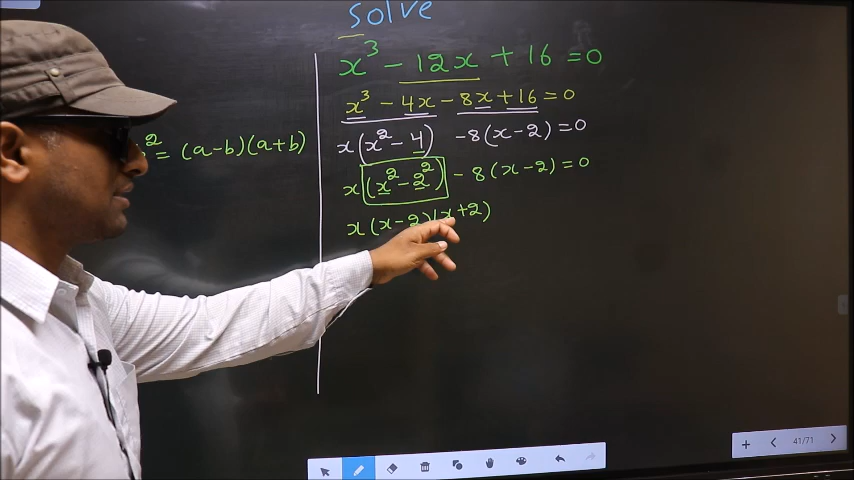 Solve
x³ - 12x + 16 = 0
x³ - 4x - 8x + 16 = 0
x(x² - 4) - 8(x - 2) = 0
x(x² - 2²) - 8(x - 2) = 0
x(x - 2)(x + 2)
² = (a-b)(a+b)
41/71